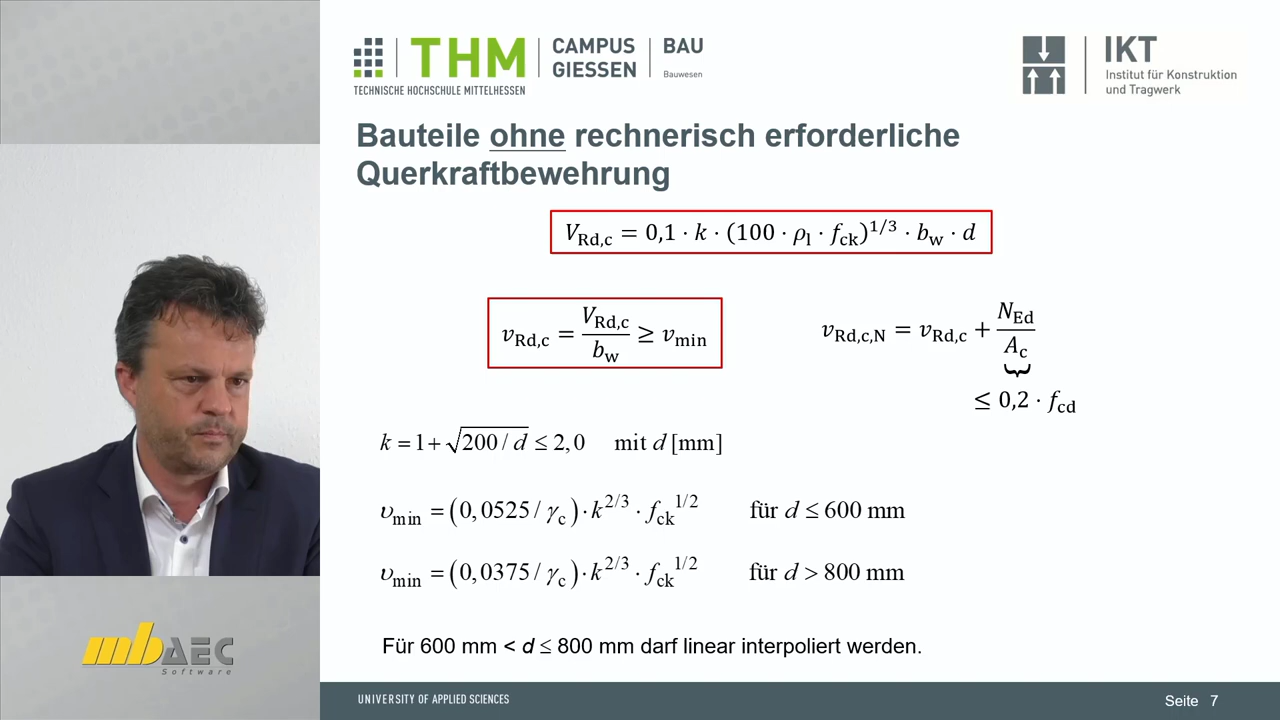 THM
CAMPUS
GIESSEN
BAU
Bauwesen
TECHNISCHE HOCHSCHULE MITTELHESSEN
IKT
Institut für Konstruktion
und Tragwerk
Bauteile ohne rechnerisch erforderliche
Querkraftbewehrung
V_Rd,c = 0,1 · k · (100 · ρ_l · f_ck)^1/3 · b_w · d
v_Rd,c = V_Rd,c / b_w ≥ v_min
v_Rd,c,N = v_Rd,c + N_Ed / A_c
≤ 0,2 · f_cd
k = 1 + √(200 / d) ≤ 2,0 mit d [mm]
υ_min = (0,0525 / γ_c) · k^2/3 · f_ck^1/2 für d ≤ 600 mm
υ_min = (0,0375 / γ_c) · k^2/3 · f_ck^1/2 für d > 800 mm
Für 600 mm < d ≤ 800 mm darf linear interpoliert werden.
mb AEC
Software
UNIVERSITY OF APPLIED SCIENCES
Seite 7